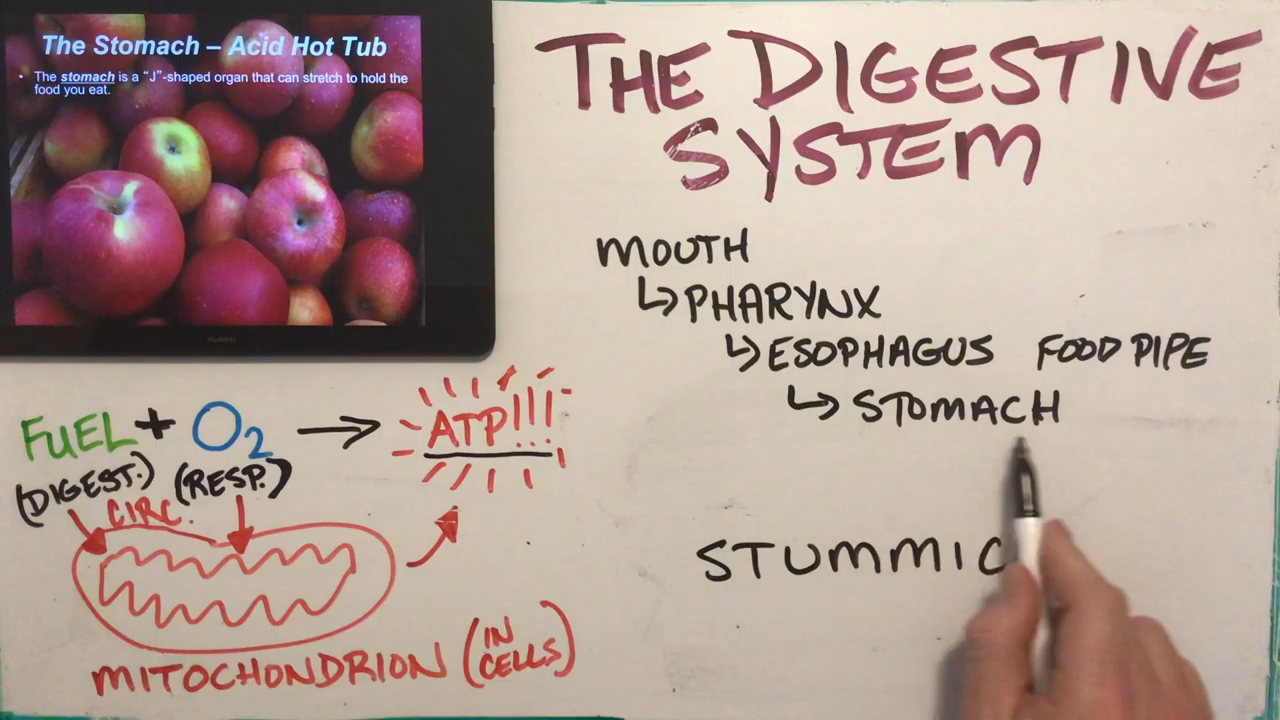 The Stomach – Acid Hot Tub
• The stomach is a “J”-shaped organ that can stretch to hold the
food you eat.
THE DIGESTIVE
SYSTEM
MOUTH
↳PHARYNX
↳ESOPHAGUS FOOD PIPE
↳STOMACH
STUMMIC
FUEL + O2 → ATP!!!
(DIGEST.) (RESP.)
CIRC.
MITOCHONDRION (IN
CELLS)